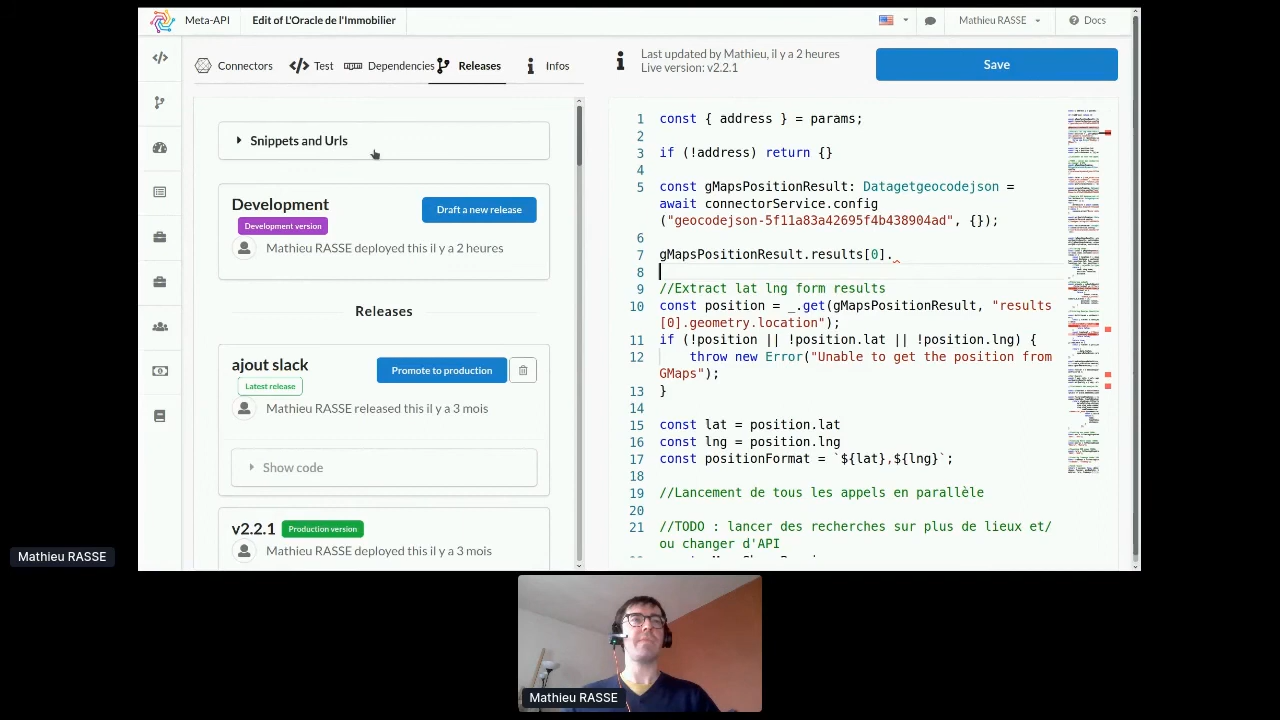 Meta-API
Edit of L'Oracle de l'Immobilier
Mathieu RASSE
Docs
Connectors
Test
Dependencies
Releases
Infos
Last updated by Mathieu, il y a 2 heures
Live version: v2.2.1
Save
Snippets and Urls
Development
Draft a new release
Development version
Mathieu RASSE deployed this il y a 2 heures
Releases
ajout slack
Promote to production
Latest release
Mathieu RASSE released this il y a 3 mois
Show code
v2.2.1
Production version
Mathieu RASSE deployed this il y a 3 mois
1 const { address } = params;
2
3 if (!address) return {}
4
5 const gMapsPositionResult: Datagetgeocodejson =
await connectorService.config
("geocodejson-5f11a8adc2695f4b438904ad", {});
6
7 gMapsPositionResult.results[0].
8
9 //Extract lat lng form results
10 const position = _.get(gMapsPositionResult, "results
[0].geometry.location");
11 if (!position || !position.lat || !position.lng) {
12 throw new Error("Unable to get the position from
GMaps");
13 }
14
15 const lat = position.lat
16 const lng = position.lng
17 const positionFormat = `${lat},${lng}`;
18
19 //Lancement de tous les appels en parallèle
20
21 //TODO : lancer des recherches sur plus de lieux et/
ou changer d'API
Mathieu RASSE
Mathieu RASSE